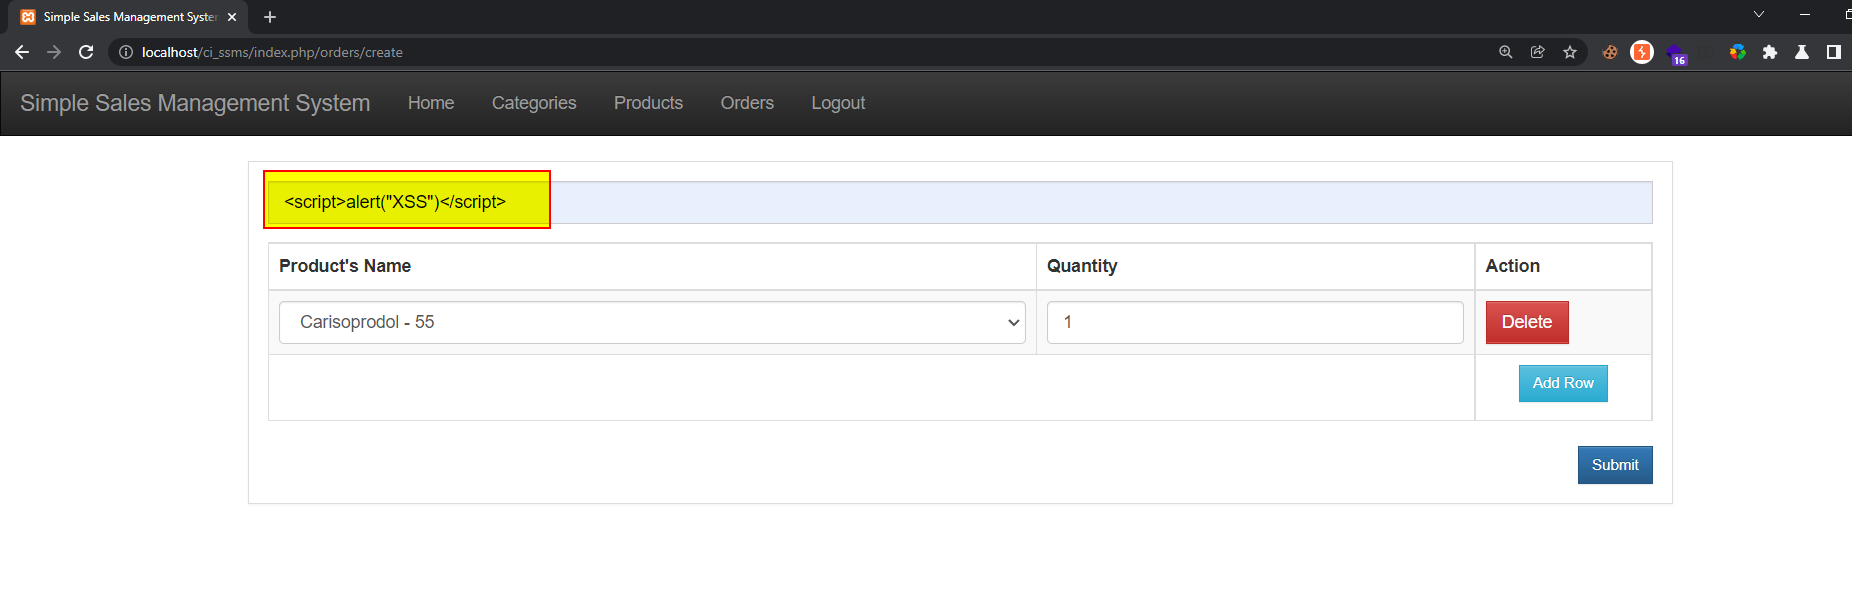 Simple Sales Management Syster
localhost/ci_ssms/index.php/orders/create
16
Simple Sales Management System Home Categories Products Orders Logout
<script>alert("XSS")</script>
Product's Name Quantity Action
Carisoprodol - 55 1 Delete
Add Row
Submit